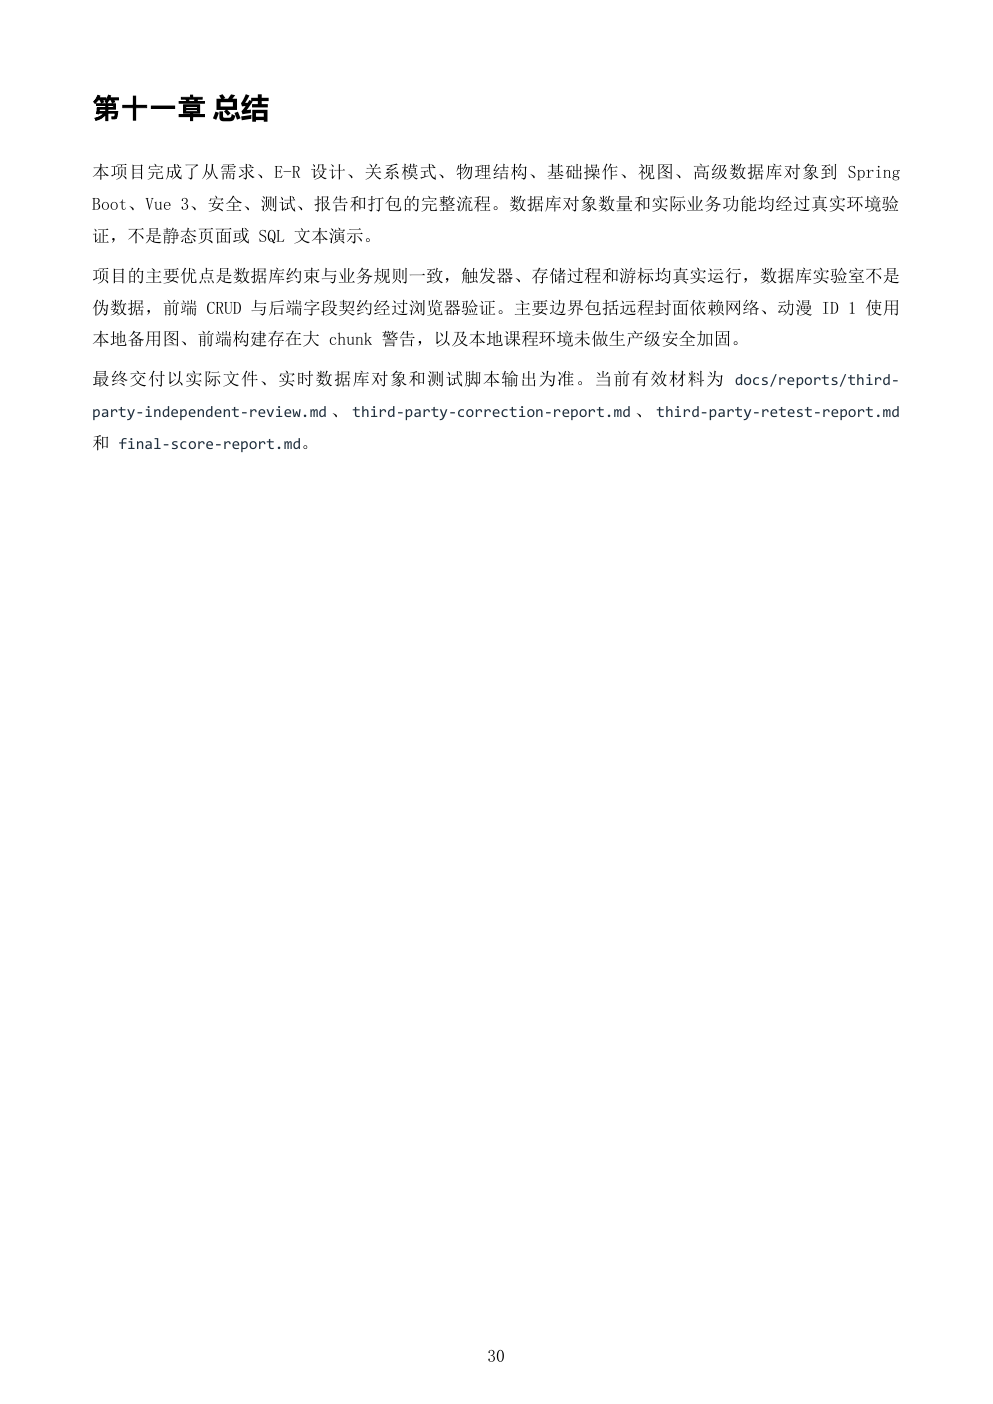 第十一章 总结
本项目完成了从需求、E-R 设计、关系模式、物理结构、基础操作、视图、高级数据库对象到 Spring
Boot、Vue 3、安全、测试、报告和打包的完整流程。数据库对象数量和实际业务功能均经过真实环境验
证，不是静态页面或 SQL 文本演示。
项目的主要优点是数据库约束与业务规则一致，触发器、存储过程和游标均真实运行，数据库实验室不是
伪数据，前端 CRUD 与后端字段契约经过浏览器验证。主要边界包括远程封面依赖网络、动漫 ID 1 使用
本地备用图、前端构建存在大 chunk 警告，以及本地课程环境未做生产级安全加固。
最终交付以实际文件、实时数据库对象和测试脚本输出为准。当前有效材料为 docs/reports/third-
party-independent-review.md 、 third-party-correction-report.md 、 third-party-retest-report.md
和 final-score-report.md。
30